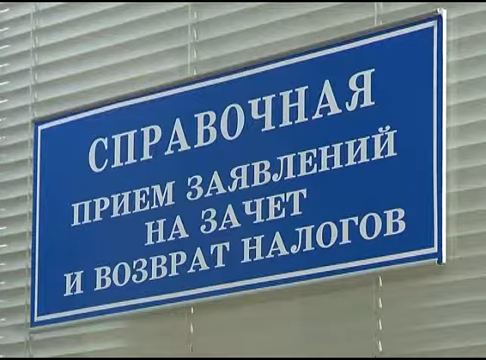 СПРАВОЧНАЯ
ПРИЕМ ЗАЯВЛЕНИЙ
НА ЗАЧЕТ
И ВОЗВРАТ НАЛОГОВ